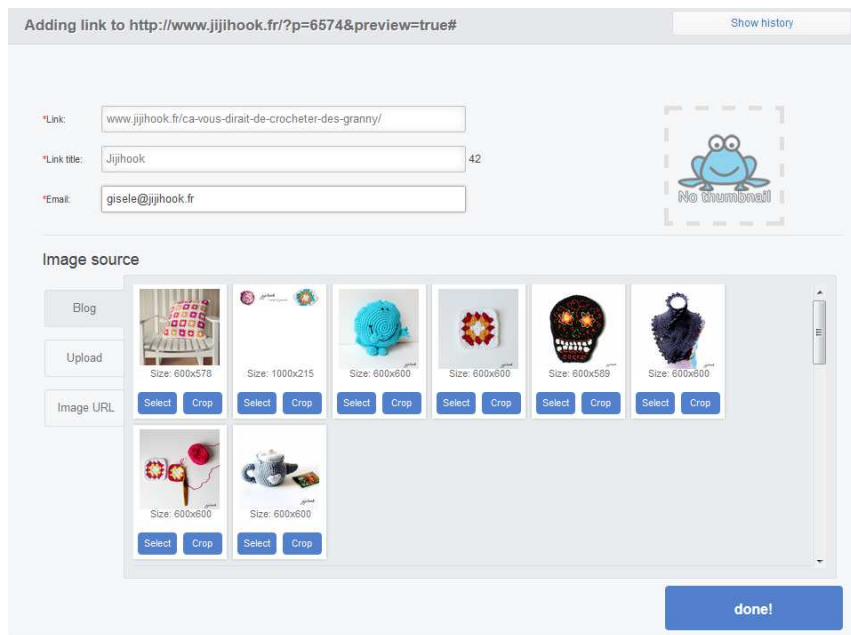 Adding link to http://www.jijihook.fr/?p=6574&preview=true#
Show history
*Link: www.jijihook.fr/ca-vous-dirait-de-crocheter-des-granny/
*Link title: Jijihook 42
*Email: gisele@jijihook.fr
No thumbnail
Image source
Blog
Upload
Image URL
Size: 600x578 Size: 1000x215 Size: 600x600 Size: 600x600 Size: 600x589 Size: 600x600
Select Crop Select Crop Select Crop Select Crop Select Crop Select Crop
Size: 600x600 Size: 600x600
Select Crop Select Crop
done!